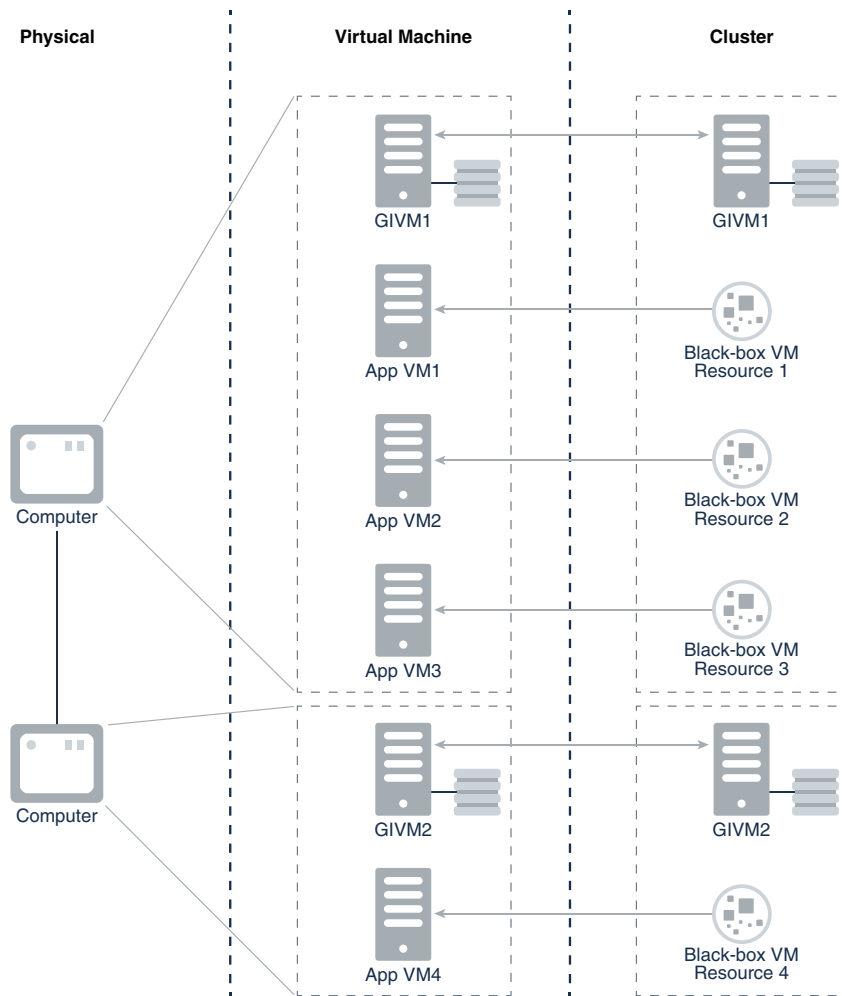 Physical
Virtual Machine
Cluster
GIVM1
GIVM1
App VM1
Black-box VM
Resource 1
Computer
App VM2
Black-box VM
Resource 2
App VM3
Black-box VM
Resource 3
Computer
GIVM2
GIVM2
App VM4
Black-box VM
Resource 4